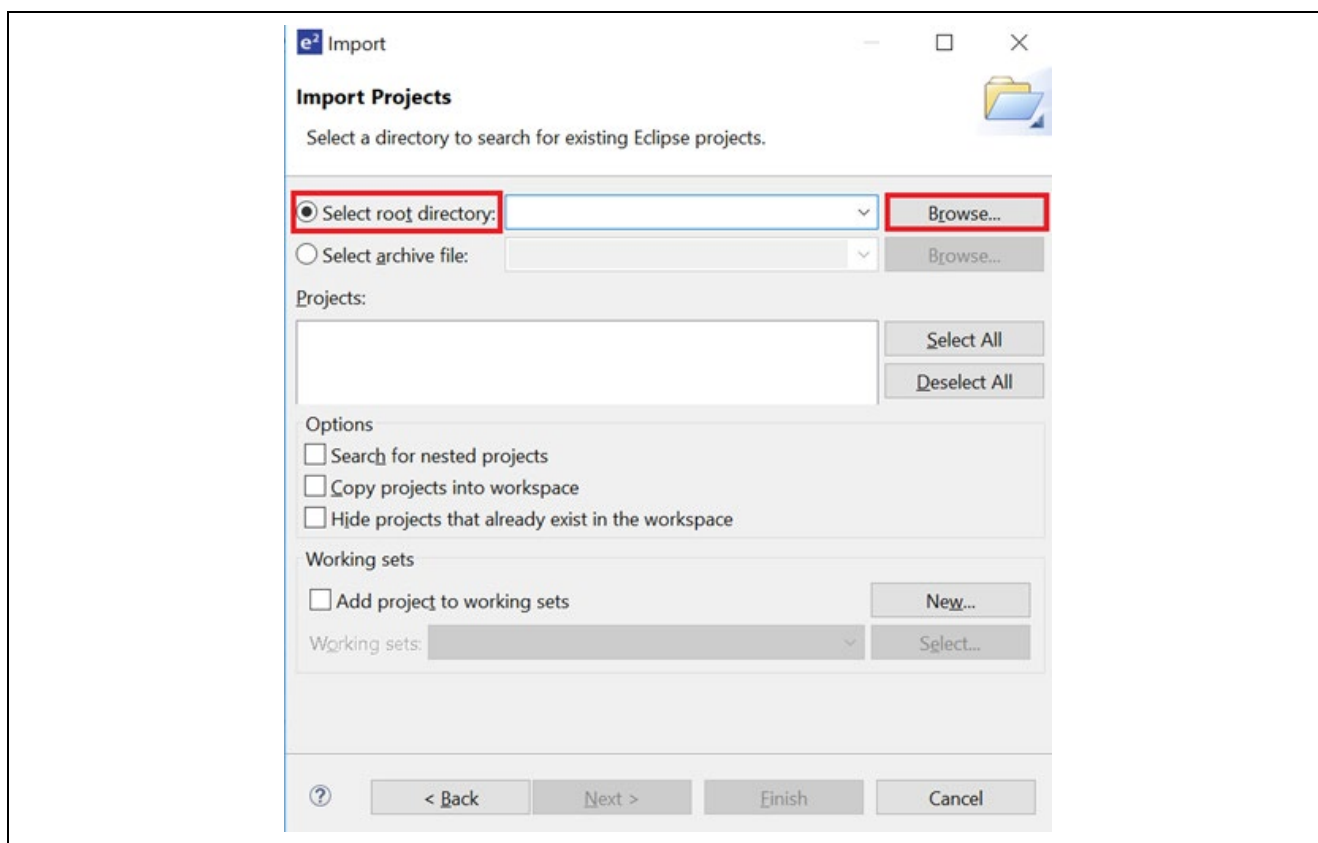 e² Import
Import Projects
Select a directory to search for existing Eclipse projects.
Select root directory: Browse...
Select archive file: Browse...
Projects:
Select All
Deselect All
Options
Search for nested projects
Copy projects into workspace
Hide projects that already exist in the workspace
Working sets
Add project to working sets New...
Working sets: Select...
? < Back Next > Finish Cancel